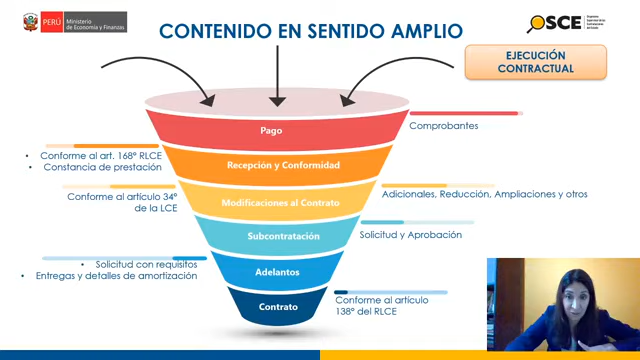 PERÚ
Ministerio
de Economía y Finanzas
CONTENIDO EN SENTIDO AMPLIO
OSCE
EJECUCIÓN
CONTRACTUAL
Pago
Comprobantes
• Conforme al art. 168° RLCE
• Constancia de prestación
Recepción y Conformidad
Conforme al artículo 34°
de la LCE
Modificaciones al Contrato
Adicionales, Reducción, Ampliaciones y otros
Subcontratación
Solicitud y Aprobación
• Solicitud con requisitos
• Entregas y detalles de amortización
Adelantos
Contrato
Conforme al artículo
138° del RLCE